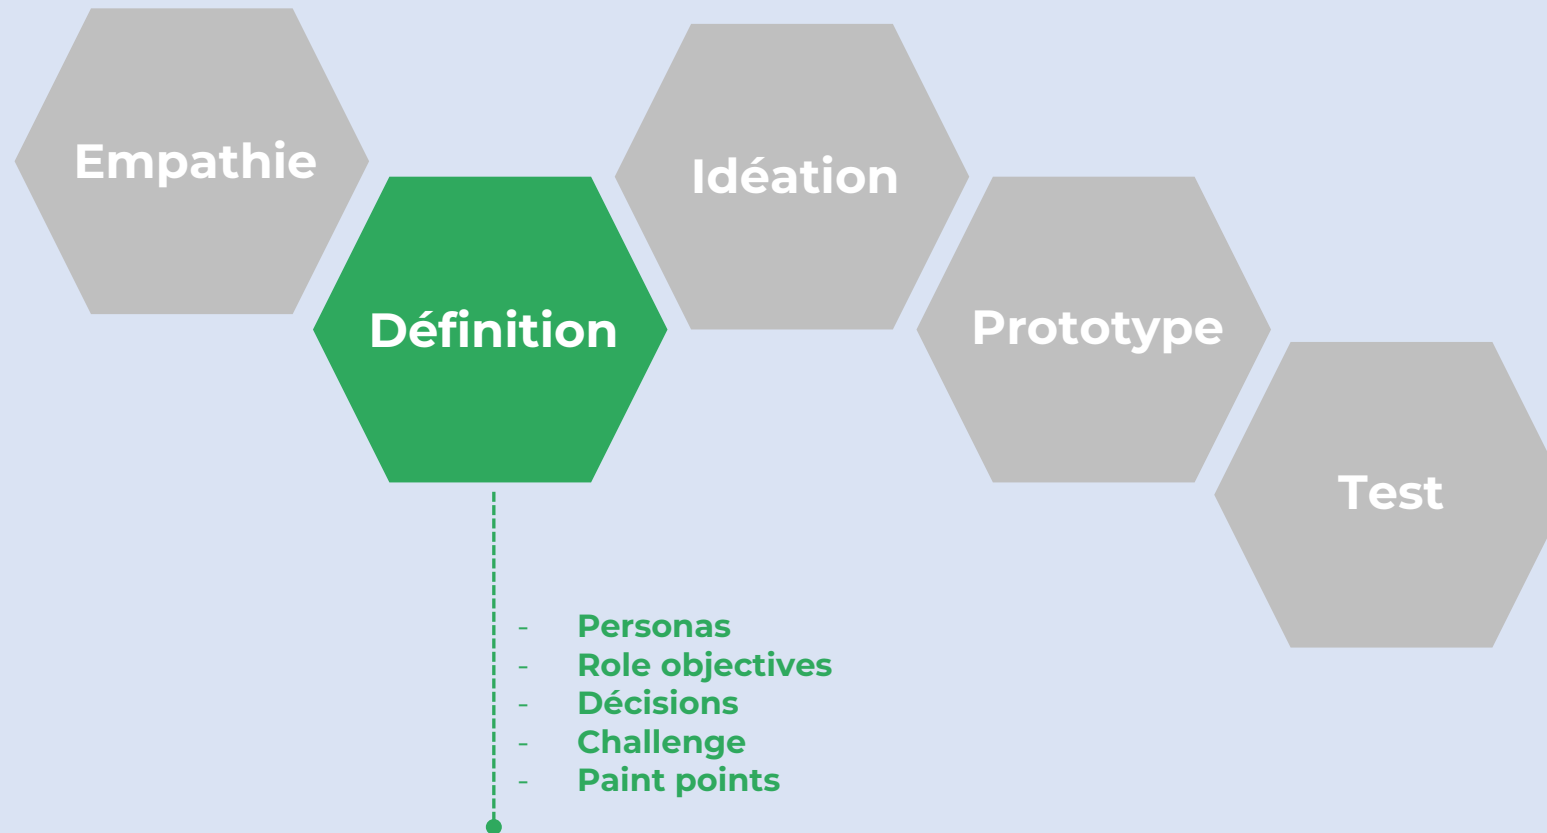 Empathie
Définition
Idéation
Prototype
Test
- Personas
- Role objectives
- Décisions
- Challenge
- Paint points